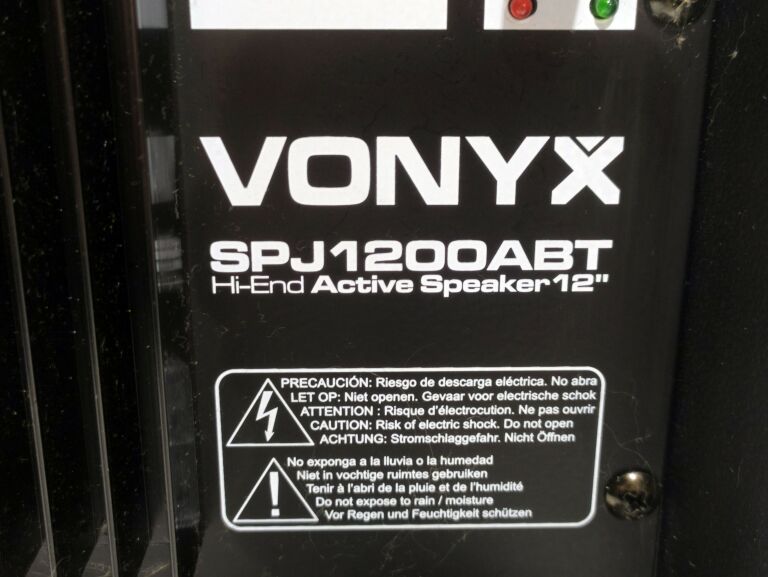 VONYX
SPJ1200ABT
Hi-End Active Speaker 12"
PRECAUCIÓN: Riesgo de descarga eléctrica. No abra
LET OP: Niet openen. Gevaar voor electrische schok
ATTENTION : Risque d'électrocution. Ne pas ouvrir
CAUTION: Risk of electric shock. Do not open
ACHTUNG: Stromschlaggefahr. Nicht Öffnen
No exponga a la lluvia o la humedad
Niet in vochtige ruimtes gebruiken
Tenir à l'abri de la pluie et de l'humidité
Do not expose to rain / moisture
Vor Regen und Feuchtigkeit schützen